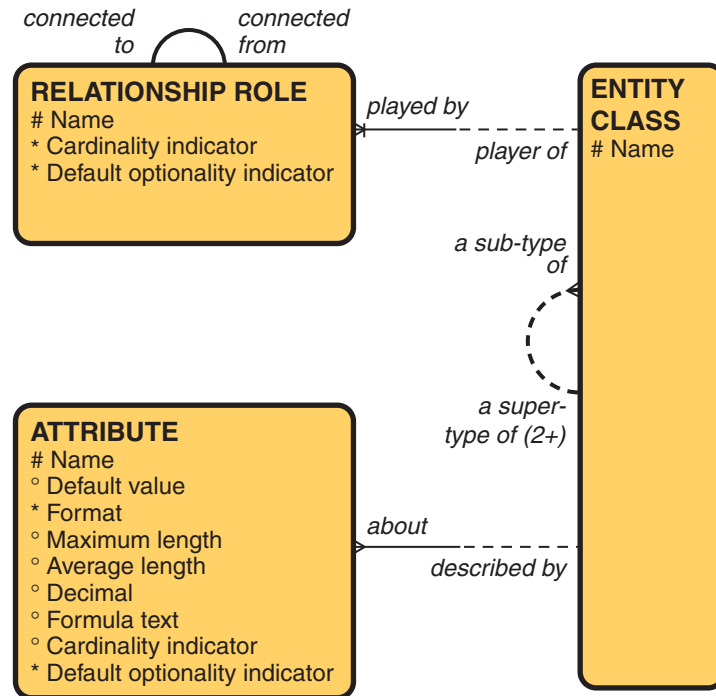 connected to
connected from
RELATIONSHIP ROLE
# Name
* Cardinality indicator
* Default optionality indicator
played by
player of
ENTITY
CLASS
# Name
a sub-type
of
a super-
type of (2+)
ATTRIBUTE
# Name
° Default value
* Format
° Maximum length
° Average length
° Decimal
° Formula text
° Cardinality indicator
* Default optionality indicator
about
described by